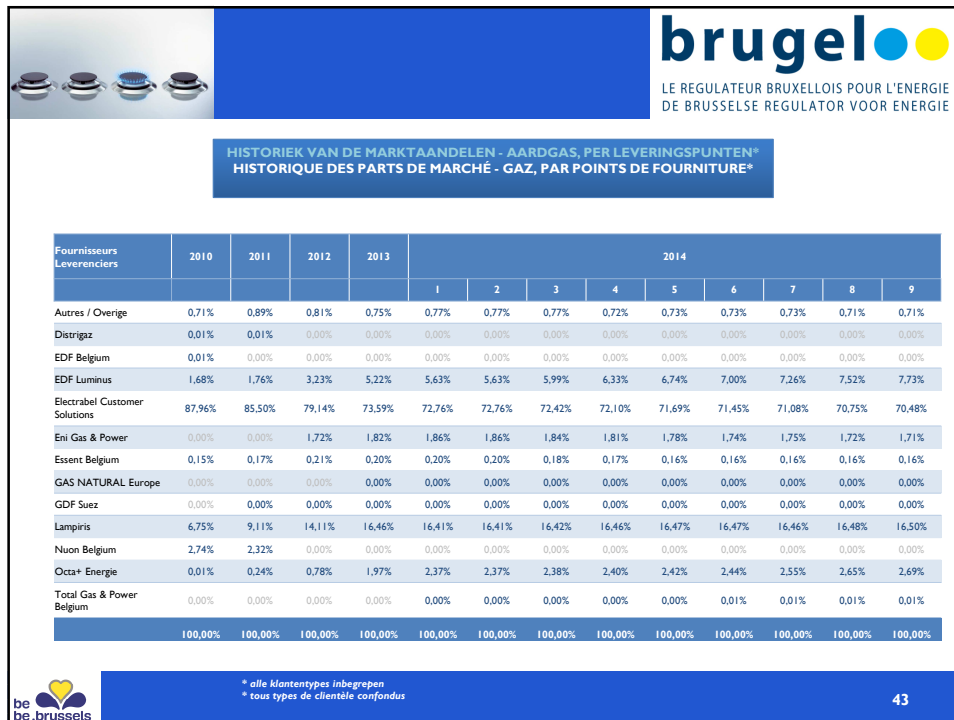 brugel
LE REGULATEUR BRUXELLOIS POUR L'ENERGIE
DE BRUSSELSE REGULATOR VOOR ENERGIE
HISTORIEK VAN DE MARKTAANDELEN - AARDGAS, PER LEVERINGSPUNTEN*
HISTORIQUE DES PARTS DE MARCHÉ - GAZ, PAR POINTS DE FOURNITURE*
Fournisseurs
Leverenciers 2010 2011 2012 2013 2014
1 2 3 4 5 6 7 8 9
Autres / Overige 0,71% 0,89% 0,81% 0,75% 0,77% 0,77% 0,77% 0,72% 0,73% 0,73% 0,73% 0,71% 0,71%
Distrigaz 0,01% 0,01% 0,00% 0,00% 0,00% 0,00% 0,00% 0,00% 0,00% 0,00% 0,00% 0,00% 0,00%
EDF Belgium 0,01% 0,00% 0,00% 0,00% 0,00% 0,00% 0,00% 0,00% 0,00% 0,00% 0,00% 0,00% 0,00%
EDF Luminus 1,68% 1,76% 3,23% 5,22% 5,63% 5,63% 5,99% 6,33% 6,74% 7,00% 7,26% 7,52% 7,73%
Electrabel Customer
Solutions 87,96% 85,50% 79,14% 73,59% 72,76% 72,76% 72,42% 72,10% 71,69% 71,45% 71,08% 70,75% 70,48%
Eni Gas & Power 0,00% 0,00% 1,72% 1,82% 1,86% 1,86% 1,84% 1,81% 1,78% 1,74% 1,75% 1,72% 1,71%
Essent Belgium 0,15% 0,17% 0,21% 0,20% 0,20% 0,20% 0,18% 0,17% 0,16% 0,16% 0,16% 0,16% 0,16%
GAS NATURAL Europe 0,00% 0,00% 0,00% 0,00% 0,00% 0,00% 0,00% 0,00% 0,00% 0,00% 0,00% 0,00% 0,00%
GDF Suez 0,00% 0,00% 0,00% 0,00% 0,00% 0,00% 0,00% 0,00% 0,00% 0,00% 0,00% 0,00% 0,00%
Lampiris 6,75% 9,11% 14,11% 16,46% 16,41% 16,41% 16,42% 16,46% 16,47% 16,47% 16,46% 16,48% 16,50%
Nuon Belgium 2,74% 2,32% 0,00% 0,00% 0,00% 0,00% 0,00% 0,00% 0,00% 0,00% 0,00% 0,00% 0,00%
Octa+ Energie 0,01% 0,24% 0,78% 1,97% 2,37% 2,37% 2,38% 2,40% 2,42% 2,44% 2,55% 2,65% 2,69%
Total Gas & Power
Belgium 0,00% 0,00% 0,00% 0,00% 0,00% 0,00% 0,00% 0,00% 0,00% 0,01% 0,01% 0,01% 0,01%
100,00% 100,00% 100,00% 100,00% 100,00% 100,00% 100,00% 100,00% 100,00% 100,00% 100,00% 100,00% 100,00%
* alle klantentypes inbegrepen
* tous types de clientèle confondus
43
be
be.brussels